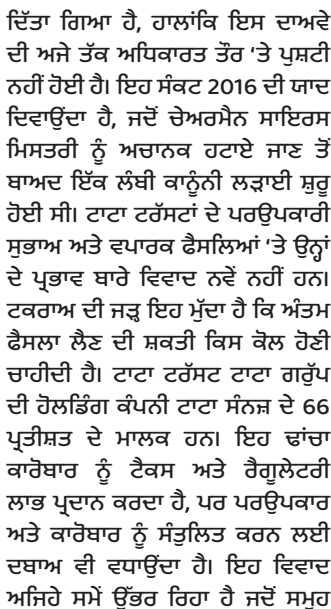 ਦਿੱਤਾ ਗਿਆ ਹੈ, ਹਾਲਾਂਕਿ ਇਸ ਦਾਅਵੇ
ਦੀ ਅਜੇ ਤੱਕ ਅਧਿਕਾਰਤ ਤੌਰ 'ਤੇ ਪੁਸ਼ਟੀ
ਨਹੀਂ ਹੋਈ ਹੈ। ਇਹ ਸੰਕਟ 2016 ਦੀ ਯਾਦ
ਦਿਵਾਉਂਦਾ ਹੈ, ਜਦੋਂ ਚੇਅਰਮੈਨ ਸਾਇਰਸ
ਮਿਸਤਰੀ ਨੂੰ ਅਚਾਨਕ ਹਟਾਏ ਜਾਣ ਤੋਂ
ਬਾਅਦ ਇੱਕ ਲੰਬੀ ਕਾਨੂੰਨੀ ਲੜਾਈ ਸ਼ੁਰੂ
ਹੋਈ ਸੀ। ਟਾਟਾ ਟਰੱਸਟਾਂ ਦੇ ਪਰਉਪਕਾਰੀ
ਸੁਭਾਅ ਅਤੇ ਵਪਾਰਕ ਫੈਸਲਿਆਂ 'ਤੇ ਉਨ੍ਹਾਂ
ਦੇ ਪ੍ਰਭਾਵ ਬਾਰੇ ਵਿਵਾਦ ਨਵੇਂ ਨਹੀਂ ਹਨ।
ਟਕਰਾਅ ਦੀ ਜੜ੍ਹ ਇਹ ਮੁੱਦਾ ਹੈ ਕਿ ਅੰਤਮ
ਫੈਸਲਾ ਲੈਣ ਦੀ ਸ਼ਕਤੀ ਕਿਸ ਕੋਲ ਹੋਣੀ
ਚਾਹੀਦੀ ਹੈ। ਟਾਟਾ ਟਰੱਸਟ ਟਾਟਾ ਗਰੁੱਪ
ਦੀ ਹੋਲਡਿੰਗ ਕੰਪਨੀ ਟਾਟਾ ਸੰਨਜ਼ ਦੇ 66
ਪ੍ਰਤੀਸ਼ਤ ਦੇ ਮਾਲਕ ਹਨ। ਇਹ ਢਾਂਚਾ
ਕਾਰੋਬਾਰ ਨੂੰ ਟੈਕਸ ਅਤੇ ਰੈਗੂਲੇਟਰੀ
ਲਾਭ ਪ੍ਰਦਾਨ ਕਰਦਾ ਹੈ, ਪਰ ਪਰਉਪਕਾਰ
ਅਤੇ ਕਾਰੋਬਾਰ ਨੂੰ ਸੰਤੁਲਿਤ ਕਰਨ ਲਈ
ਦਬਾਅ ਵੀ ਵਧਾਉਂਦਾ ਹੈ। ਇਹ ਵਿਵਾਦ
ਅਜਿਹੇ ਸਮੇਂ ਉੱਭਰ ਰਿਹਾ ਹੈ ਜਦੋਂ ਸਮੂਹ